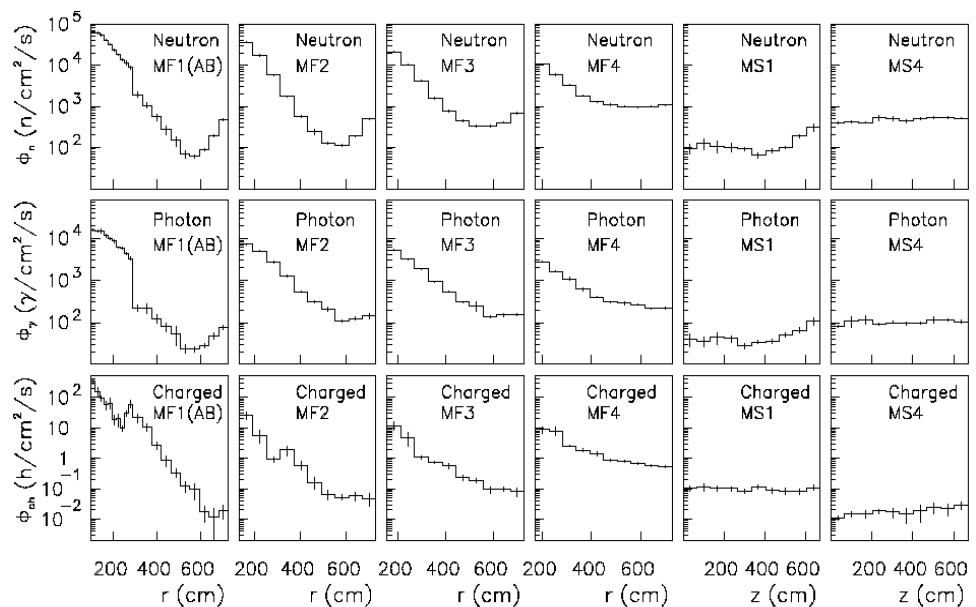 10⁵
10⁴
10³
10²
ϕₙ (n/cm²/s)
Neutron
MF1(AB)
Neutron
MF2
Neutron
MF3
Neutron
MF4
Neutron
MS1
Neutron
MS4
10⁴
10³
10²
ϕᵧ (γ/cm²/s)
Photon
MF1(AB)
Photon
MF2
Photon
MF3
Photon
MF4
Photon
MS1
Photon
MS4
10²
10
1
10⁻¹
10⁻²
ϕch (h/cm²/s)
Charged
MF1(AB)
Charged
MF2
Charged
MF3
Charged
MF4
Charged
MS1
Charged
MS4
200 400 600 200 400 600 200 400 600 200 400 600 200 400 600 200 400 600
r (cm) r (cm) r (cm) r (cm) z (cm) z (cm)